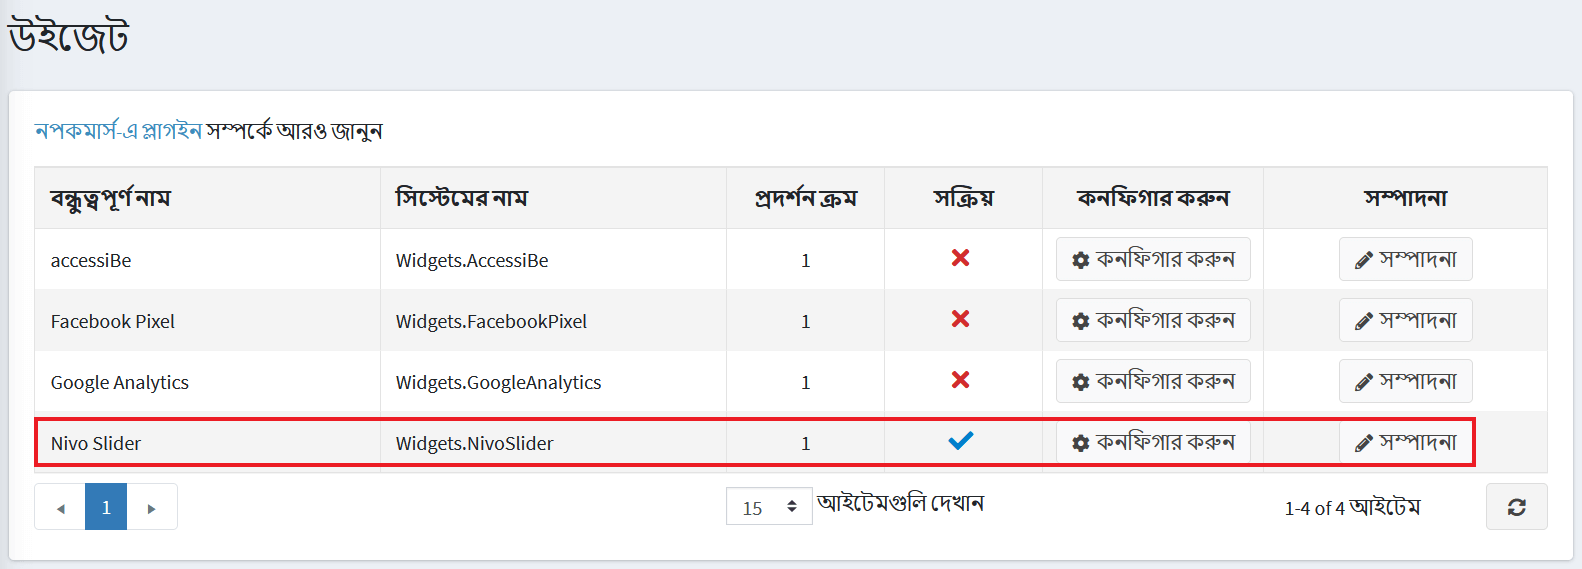 উইজেট
নপকমার্স-এ প্লাগইন সম্পর্কে আরও জানুন
বন্ধুত্বপূর্ণ নাম সিস্টেমের নাম প্রদর্শন ক্রম সক্রিয় কনফিগার করুন সম্পাদনা
accessiBe Widgets.AccessiBe 1 কনফিগার করুন সম্পাদনা
Facebook Pixel Widgets.FacebookPixel 1 কনফিগার করুন সম্পাদনা
Google Analytics Widgets.GoogleAnalytics 1 কনফিগার করুন সম্পাদনা
Nivo Slider Widgets.NivoSlider 1 কনফিগার করুন সম্পাদনা
1 15 আইটেমগুলি দেখান 1-4 of 4 আইটেম